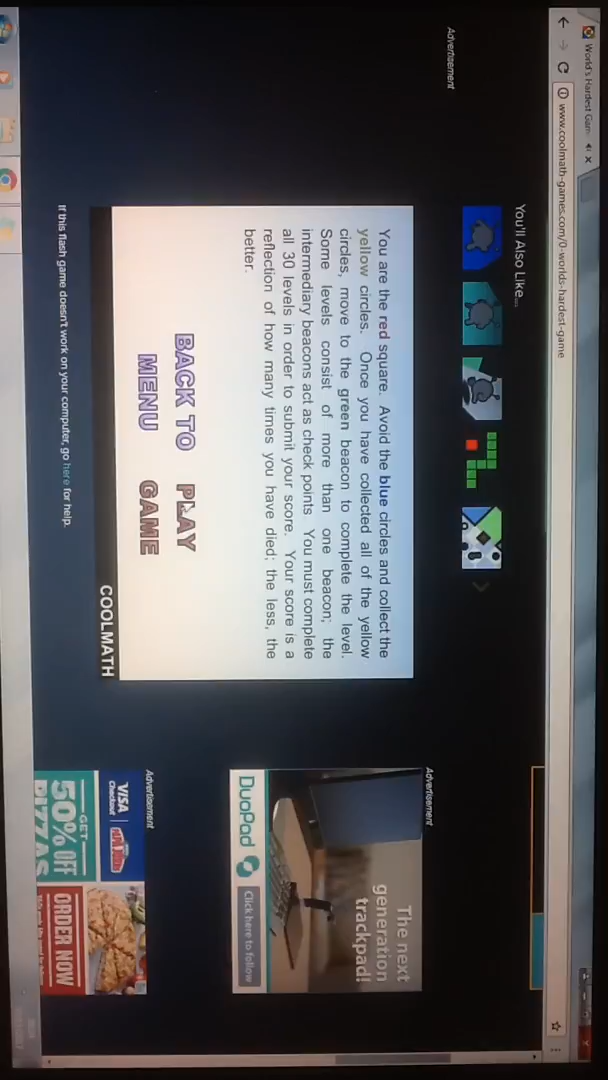 World's Hardest Gam
www.coolmath-games.com/0-worlds-hardest-game
You'll Also Like...
Advertisement
You are the red square. Avoid the blue circles and collect the
yellow circles. Once you have collected all of the yellow
circles, move to the green beacon to complete the level.
Some levels consist of more than one beacon; the
intermediary beacons act as check points. You must complete
all 30 levels in order to submit your score. Your score is a
reflection of how many times you have died; the less, the
better.
BACK TO
MENU
PLAY
GAME
COOLMATH
If this flash game doesn't work on your computer, go here for help.
Advertisement
The next
generation
trackpad!
DuoPad
Click here to follow
Advertisement
VISA
Checkout
GET
50% OFF
PIZZAS
ORDER NOW